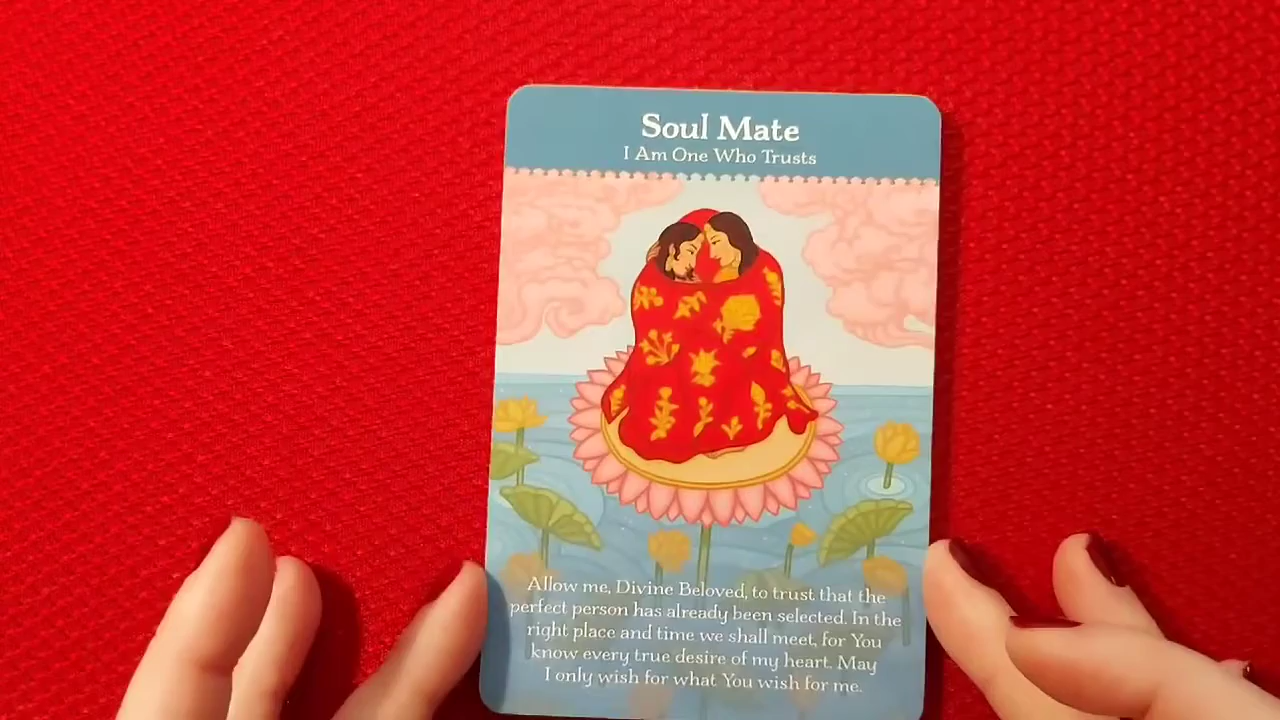 Soul Mate
I Am One Who Trusts
Allow me, Divine Beloved, to trust that the
perfect person has already been selected. In the
right place and time we shall meet, for You
know every true desire of my heart. May
I only wish for what You wish for me.